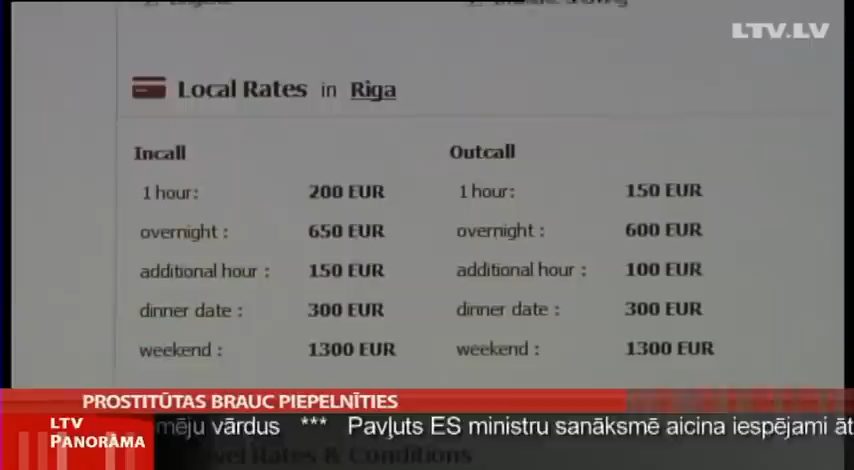 LTV.LV
Local Rates in Riga
Incall Outcall
1 hour: 200 EUR 1 hour: 150 EUR
overnight : 650 EUR overnight : 600 EUR
additional hour : 150 EUR additional hour : 100 EUR
dinner date : 300 EUR dinner date : 300 EUR
weekend : 1300 EUR weekend : 1300 EUR
PROSTITŪTAS BRAUC PIEPELNĪTIES
LTV
PANORĀMA
mēju vārdus *** Pavļuts ES ministru sanāksmē aicina iespējami āt
Rates & Conditions